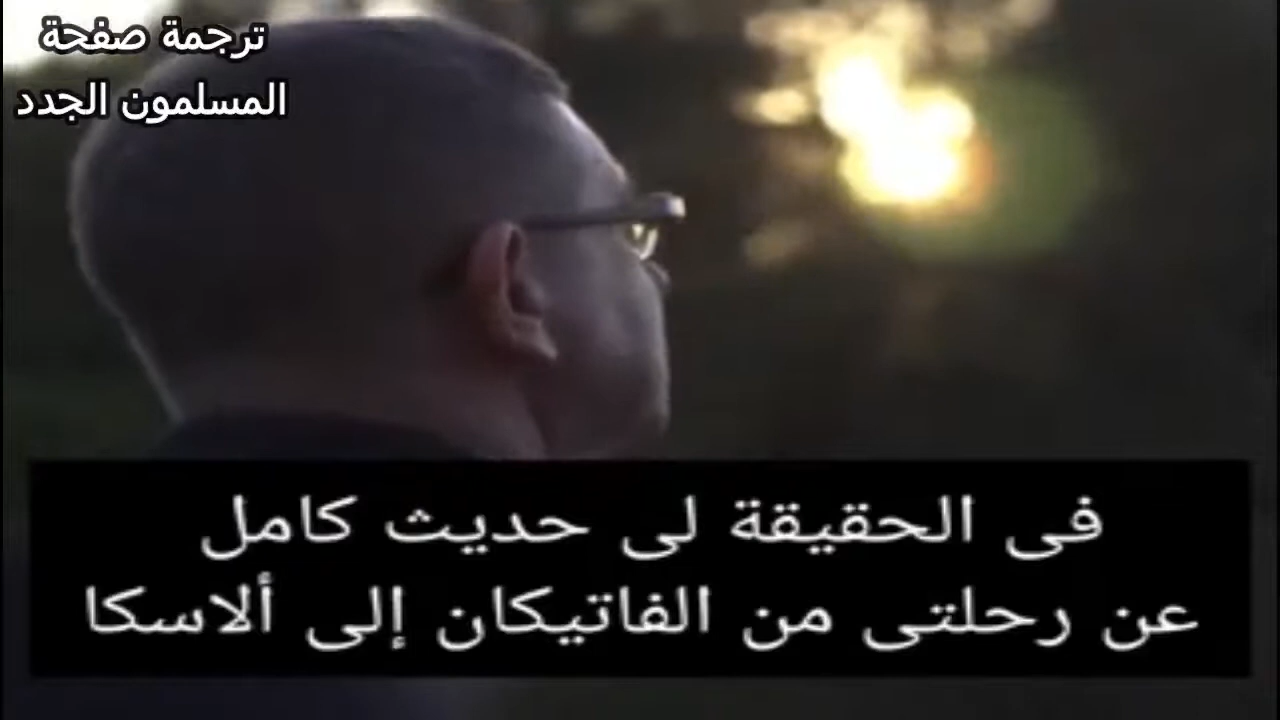 ترجمة صفحة
المسلمون الجدد
فى الحقيقة لى حديث كامل
عن رحلتى من الفاتيكان إلى ألاسكا